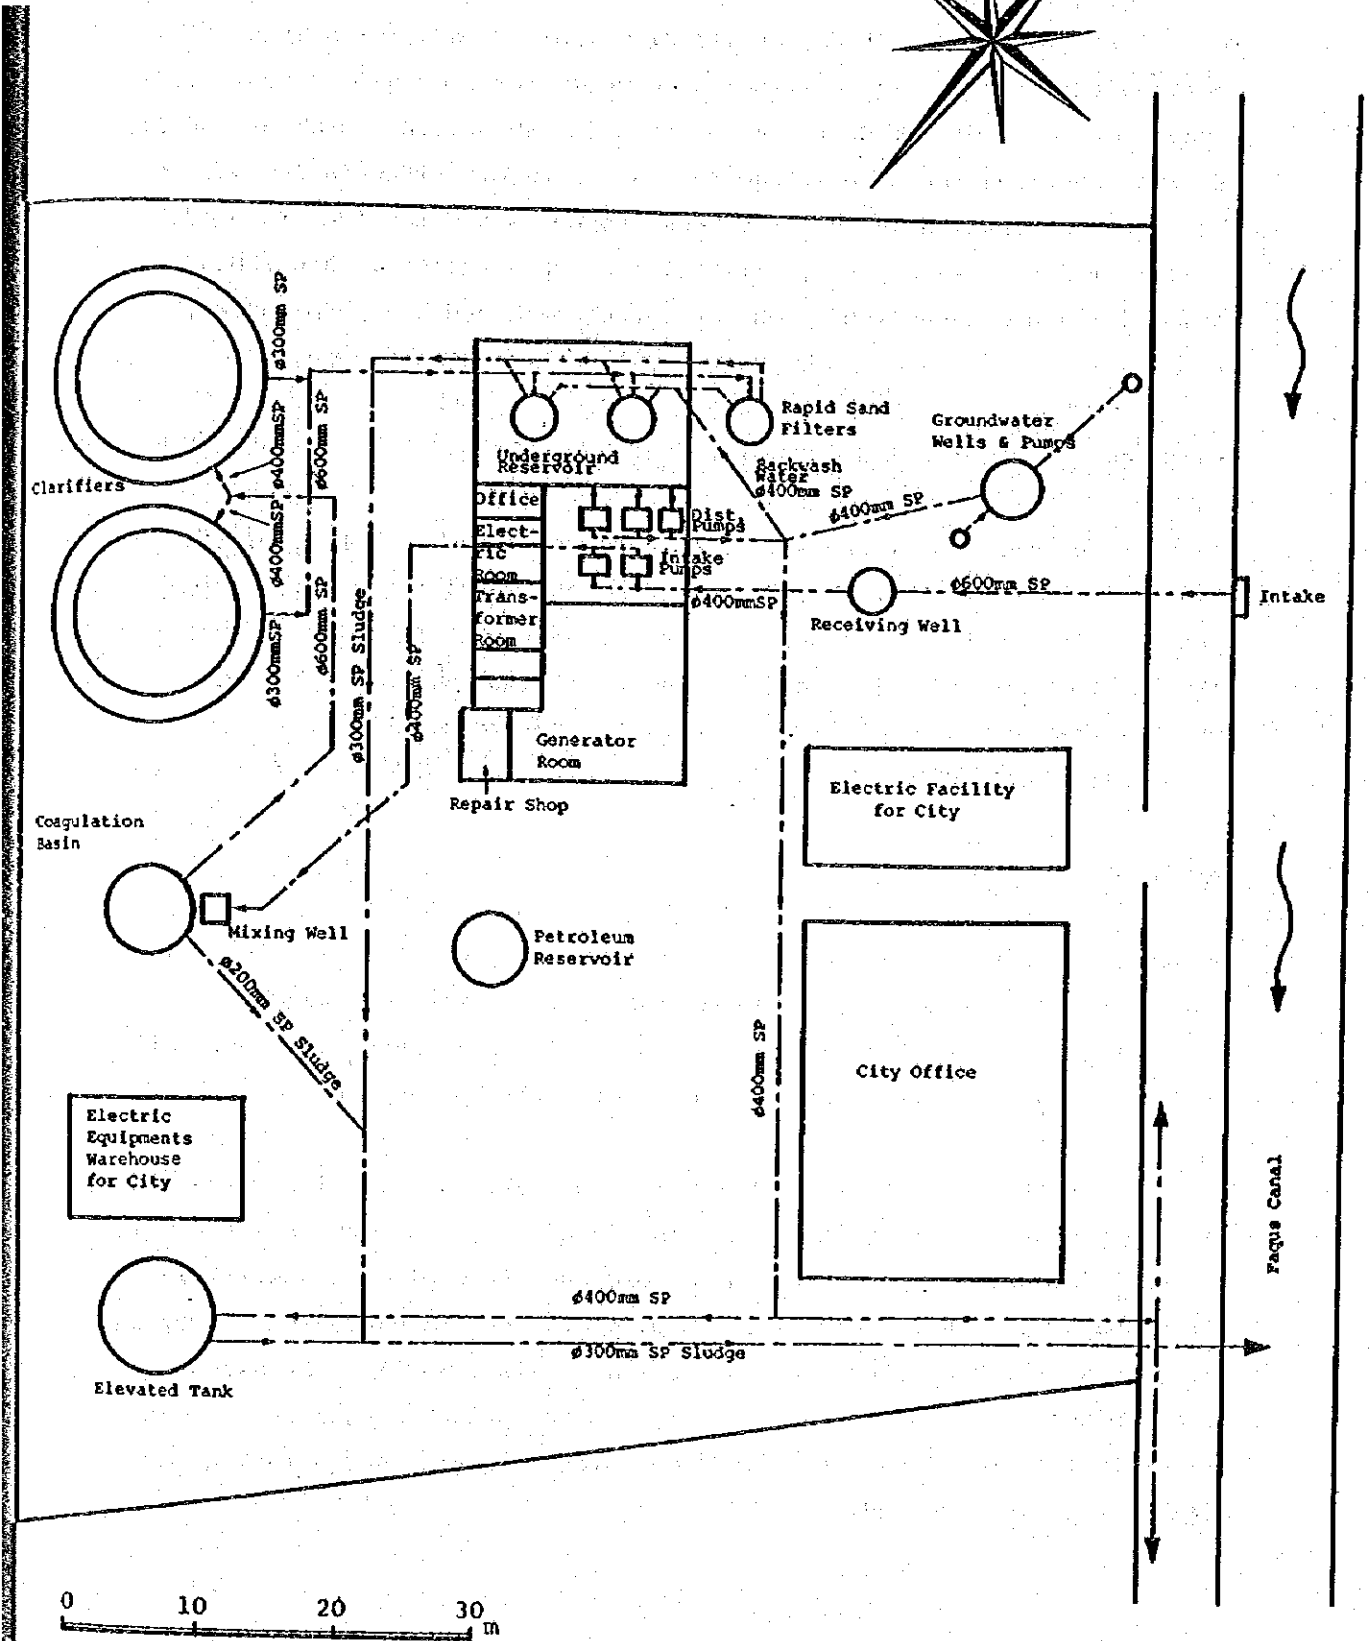 ø300mm SP
ø400mmSP
ø600mm SP
Clarifiers
ø400mmSP
ø600mm SP
ø300mmSP
ø300mm SP Sludge
ø400mm SP
Underground
Reservoir
Rapid Sand
Filters
Groundwater
Wells & Pumps
Backwash
Water
ø400mm SP
ø400mm SP
Office
Elect-
ric
Room
Trans-
former
Room
Dist.
Pumps
Intake
Pumps
ø400mmSP
ø600mm SP
Intake
Receiving Well
Generator
Room
Repair Shop
Electric Facility
for City
Coagulation
Basin
Mixing Well
ø200mm SP Sludge
Petroleum
Reservoir
ø400mm SP
City Office
Electric
Equipments
Warehouse
for City
Faqus Canal
ø400mm SP
ø300mm SP Sludge
Elevated Tank
0 10 20 30 m